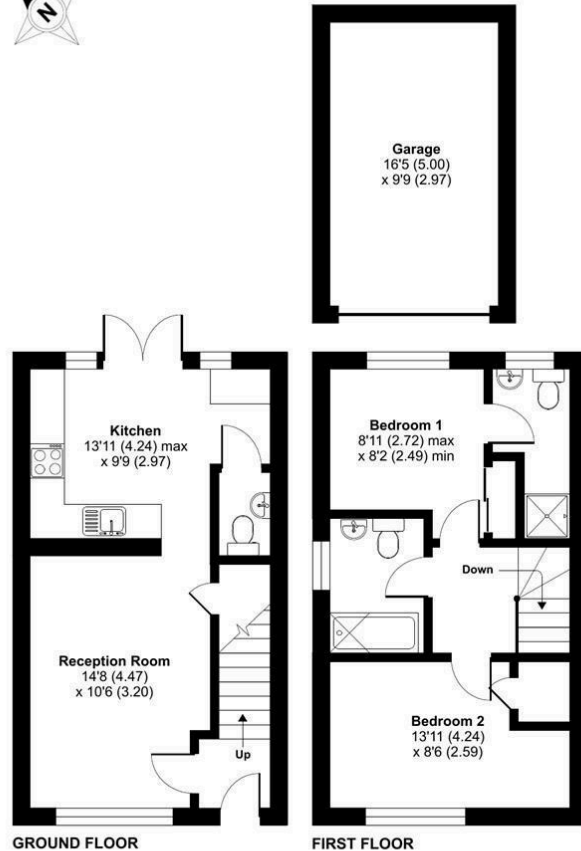 N
Garage
16'5 (5.00)
x 9'9 (2.97)
Kitchen
13'11 (4.24) max
x 9'9 (2.97)
Reception Room
14'8 (4.47)
x 10'6 (3.20)
Up
GROUND FLOOR
Bedroom 1
8'11 (2.72) max
x 8'2 (2.49) min
Down
Bedroom 2
13'11 (4.24)
x 8'6 (2.59)
FIRST FLOOR